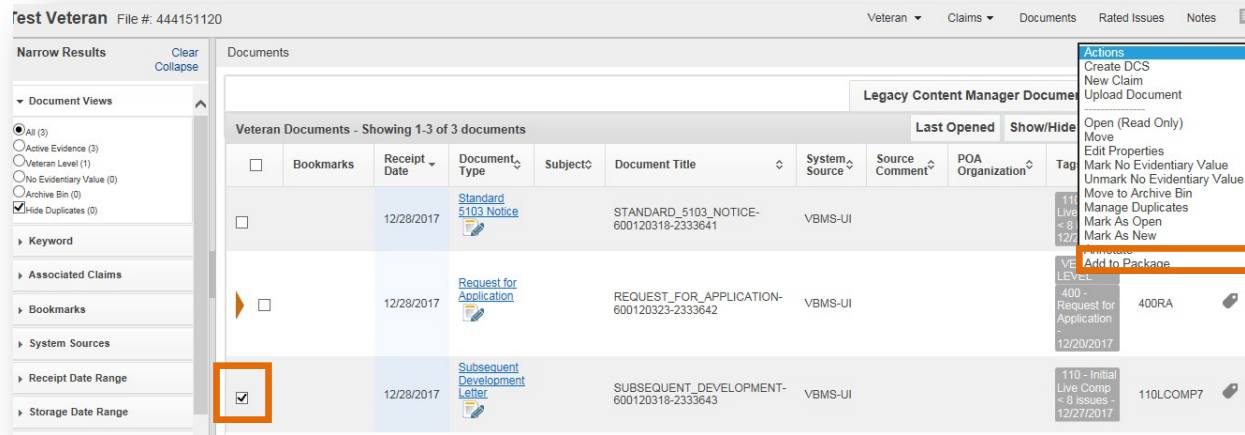 Test Veteran File #: 444151120
Veteran Claims Documents Rated Issues Notes
Narrow Results
Clear
Collapse
Document Views
All (3)
Active Evidence (3)
Veteran Level (1)
No Evidentiary Value (0)
Archive Bin (0)
Hide Duplicates (0)
Keyword
Associated Claims
Bookmarks
System Sources
Receipt Date Range
Storage Date Range
Documents
Actions
Create DCS
New Claim
Upload Document
----------------
Open (Read Only)
Move
Edit Properties
Mark No Evidentiary Value
Unmark No Evidentiary Value
Move to Archive Bin
Manage Duplicates
Mark As Open
Mark As New
Annotate
Add to Package
Legacy Content Manager Docume
Veteran Documents - Showing 1-3 of 3 documents
Last Opened Show/Hide
Bookmarks
Receipt
Date
Document
Type
Subject
Document Title
System
Source
Source
Comment
POA
Organization
Tags
12/28/2017
Standard
5103 Notice
STANDARD_5103_NOTICE-
600120318-2333641
VBMS-UI
Live
< 8
12/28/2017
Request for
Application
REQUEST_FOR_APPLICATION-
600120323-2333642
VBMS-UI
LEVEL
400 -
Request for
Application
-
12/20/2017
400RA
12/28/2017
Subsequent
Development
Letter
SUBSEQUENT_DEVELOPMENT-
600120318-2333643
VBMS-UI
110 - Initial
Live Comp
< 8 issues -
12/27/2017
110LCOMP7